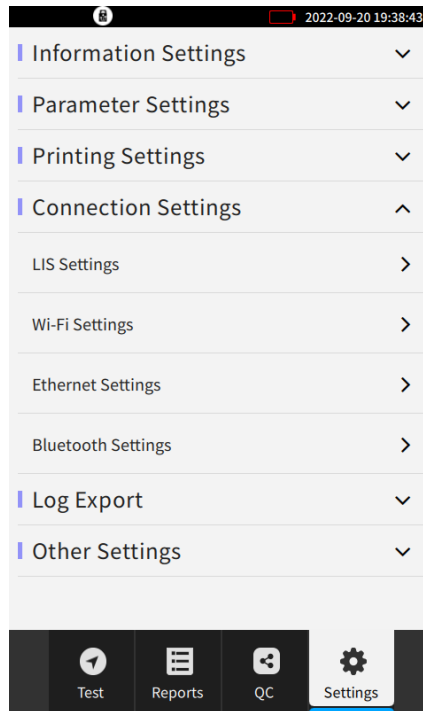 2022-09-20 19:38:43
Information Settings
Parameter Settings
Printing Settings
Connection Settings
LIS Settings
Wi-Fi Settings
Ethernet Settings
Bluetooth Settings
Log Export
Other Settings
Test Reports QC Settings